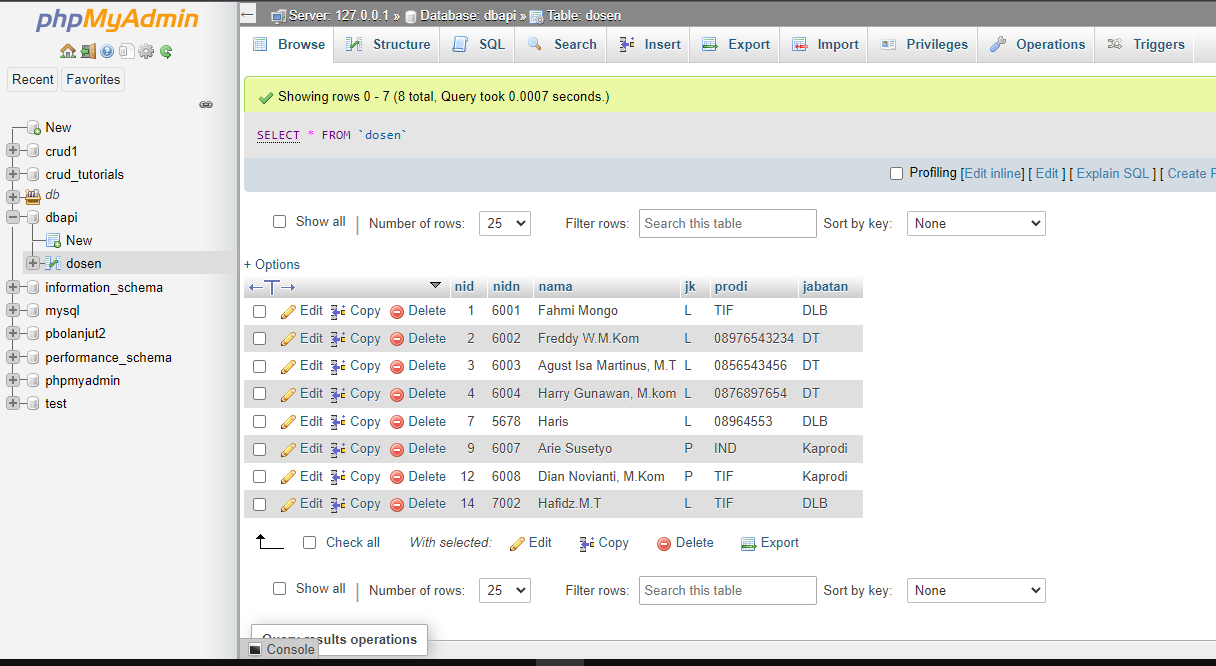 phpMyAdmin
Recent Favorites
New
crud1
crud_tutorials
db
dbapi
New
dosen
information_schema
mysql
pbolanjut2
performance_schema
phpmyadmin
test
Server: 127.0.0.1 » Database: dbapi » Table: dosen
Browse Structure SQL Search Insert Export Import Privileges Operations Triggers
Showing rows 0 - 7 (8 total, Query took 0.0007 seconds.)
SELECT * FROM `dosen`
Profiling [Edit inline] [ Edit ] [ Explain SQL ] [ Create P
Show all | Number of rows: 25 Filter rows: Search this table Sort by key: None
+ Options
←T→ nid nidn nama jk prodi jabatan
Edit Copy Delete 1 6001 Fahmi Mongo L TIF DLB
Edit Copy Delete 2 6002 Freddy W.M.Kom L 08976543234 DT
Edit Copy Delete 3 6003 Agust Isa Martinus, M.T L 0856543456 DT
Edit Copy Delete 4 6004 Harry Gunawan, M.kom L 0876897654 DT
Edit Copy Delete 7 5678 Haris L 08964553 DLB
Edit Copy Delete 9 6007 Arie Susetyo P IND Kaprodi
Edit Copy Delete 12 6008 Dian Novianti, M.Kom P TIF Kaprodi
Edit Copy Delete 14 7002 Hafidz.M.T L TIF DLB
Check all With selected: Edit Copy Delete Export
Show all | Number of rows: 25 Filter rows: Search this table Sort by key: None
Query results operations
Console